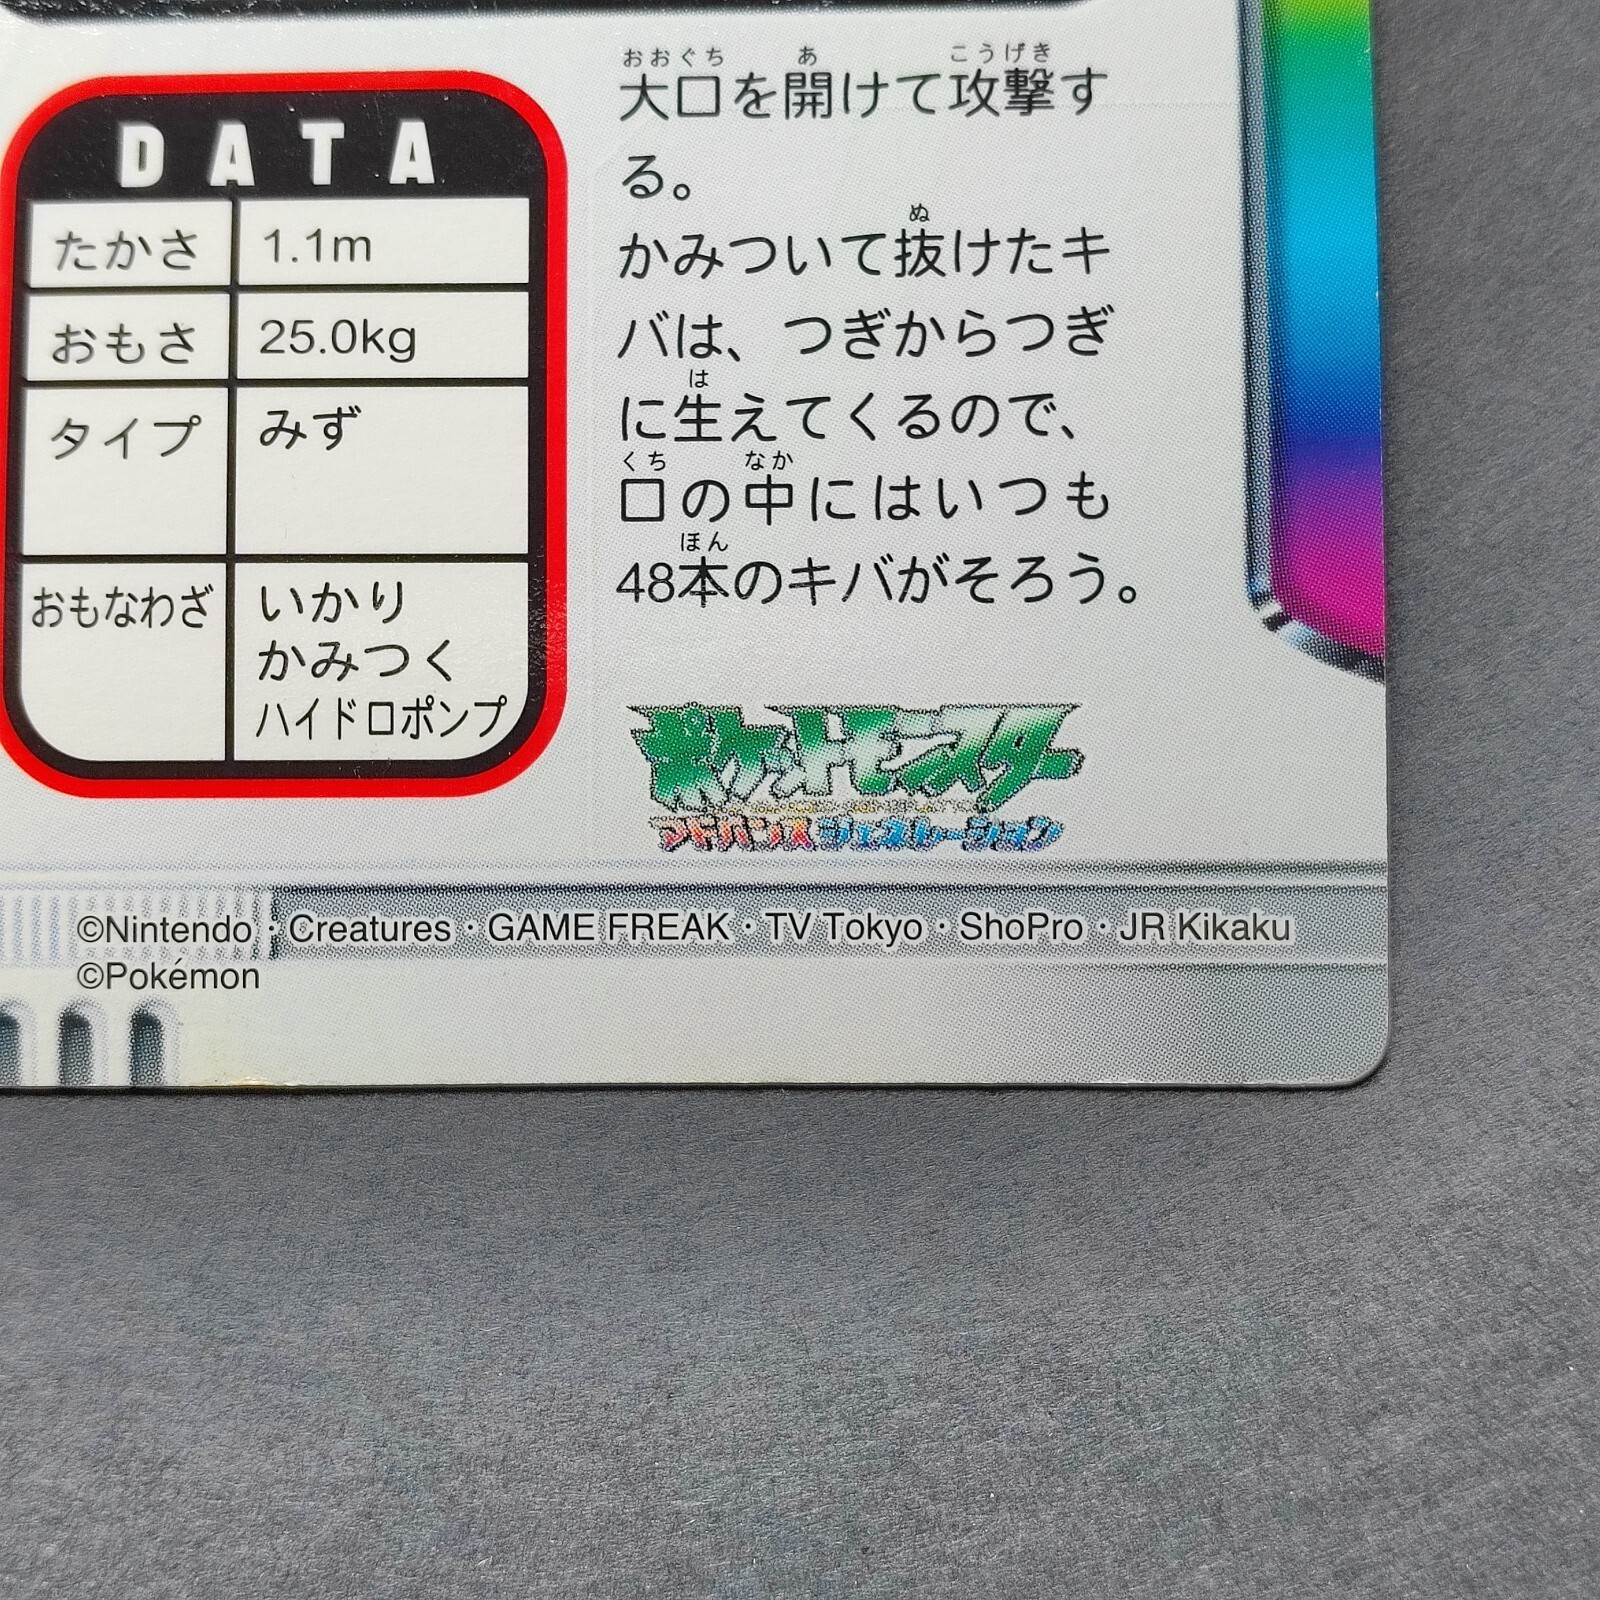 DATA
たかさ 1.1m
おもさ 25.0kg
タイプ みず
おもなわざ いかり
かみつく
ハイドロポンプ
おおぐち あ こうげき
大口を開けて攻撃す
る。
ぬ
かみついて抜けたキ
バは、つぎからつぎ
は
に生えてくるので、
くち なか
口の中にはいつも
ほん
48本のキバがそろう。
ポケットモンスター
アドバンスジェネレーション
©Nintendo・Creatures・GAME FREAK・TV Tokyo・ShoPro・JR Kikaku
©Pokémon